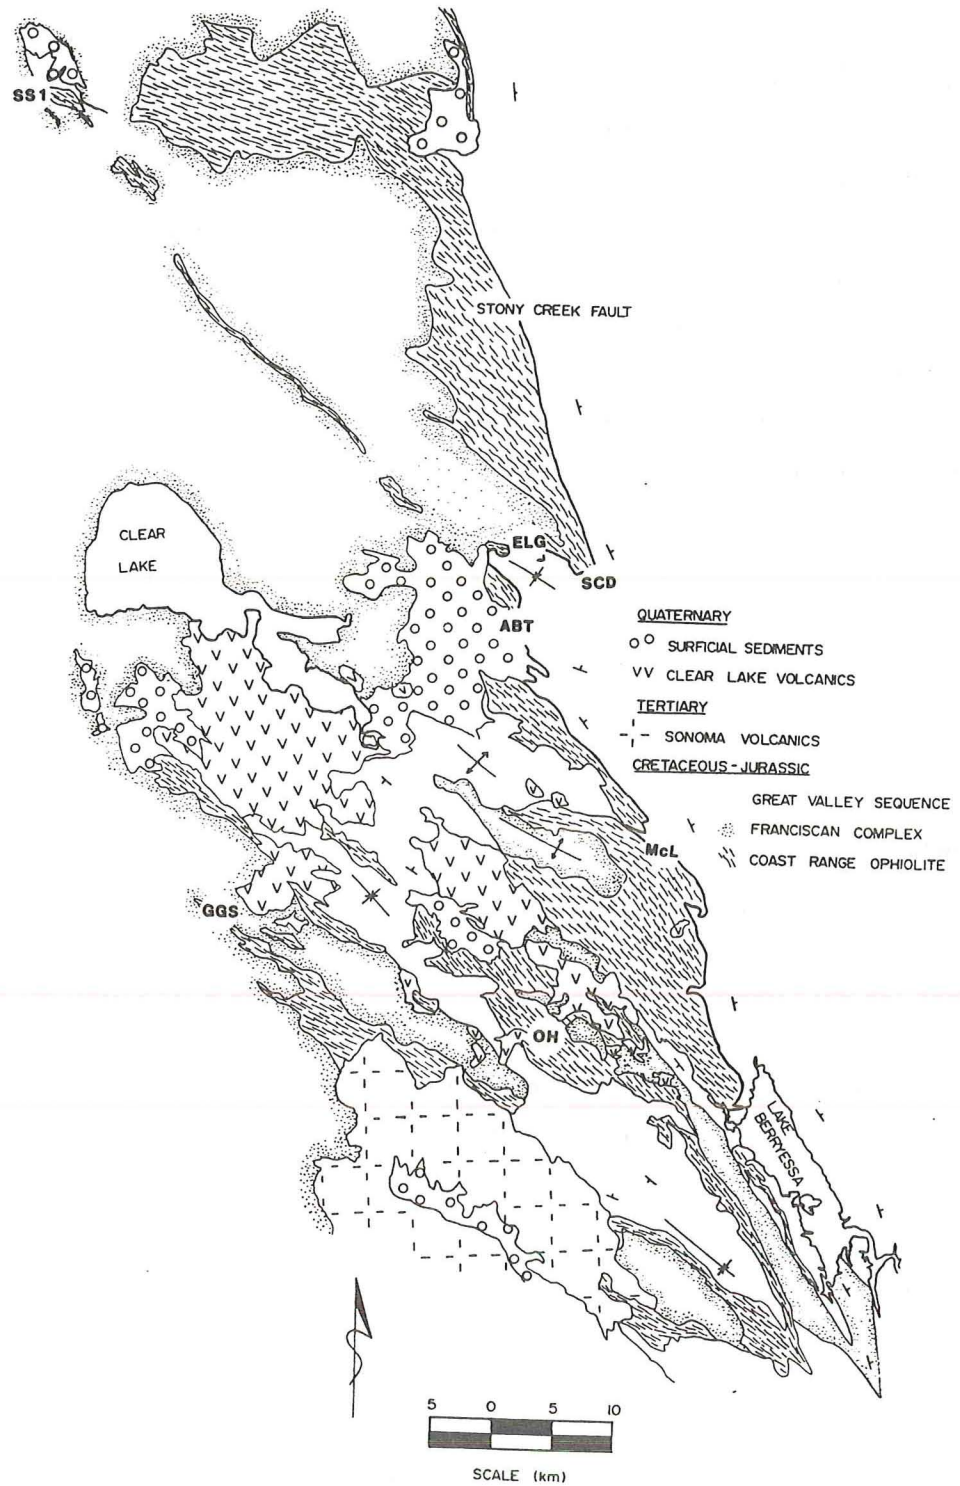 SS1
STONY CREEK FAULT
CLEAR
LAKE
ELG
SCD
ABT
QUATERNARY
SURFICIAL SEDIMENTS
VV CLEAR LAKE VOLCANICS
TERTIARY
SONOMA VOLCANICS
CRETACEOUS-JURASSIC
GREAT VALLEY SEQUENCE
FRANCISCAN COMPLEX
COAST RANGE OPHIOLITE
McL
GGS
OH
LAKE
BERRYESSA
5 0 5 10
SCALE (km)